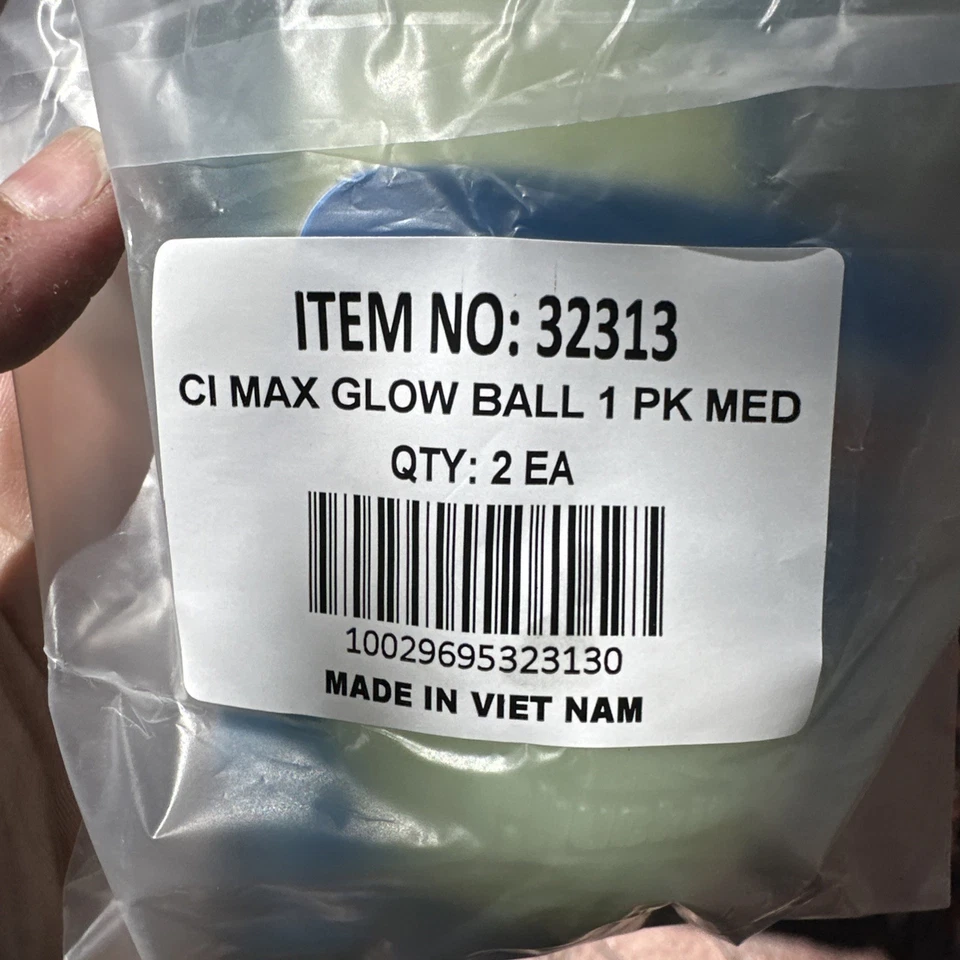 ITEM NO: 32313
CI MAX GLOW BALL 1 PK MED
QTY: 2 EA
10029695323130
MADE IN VIET NAM